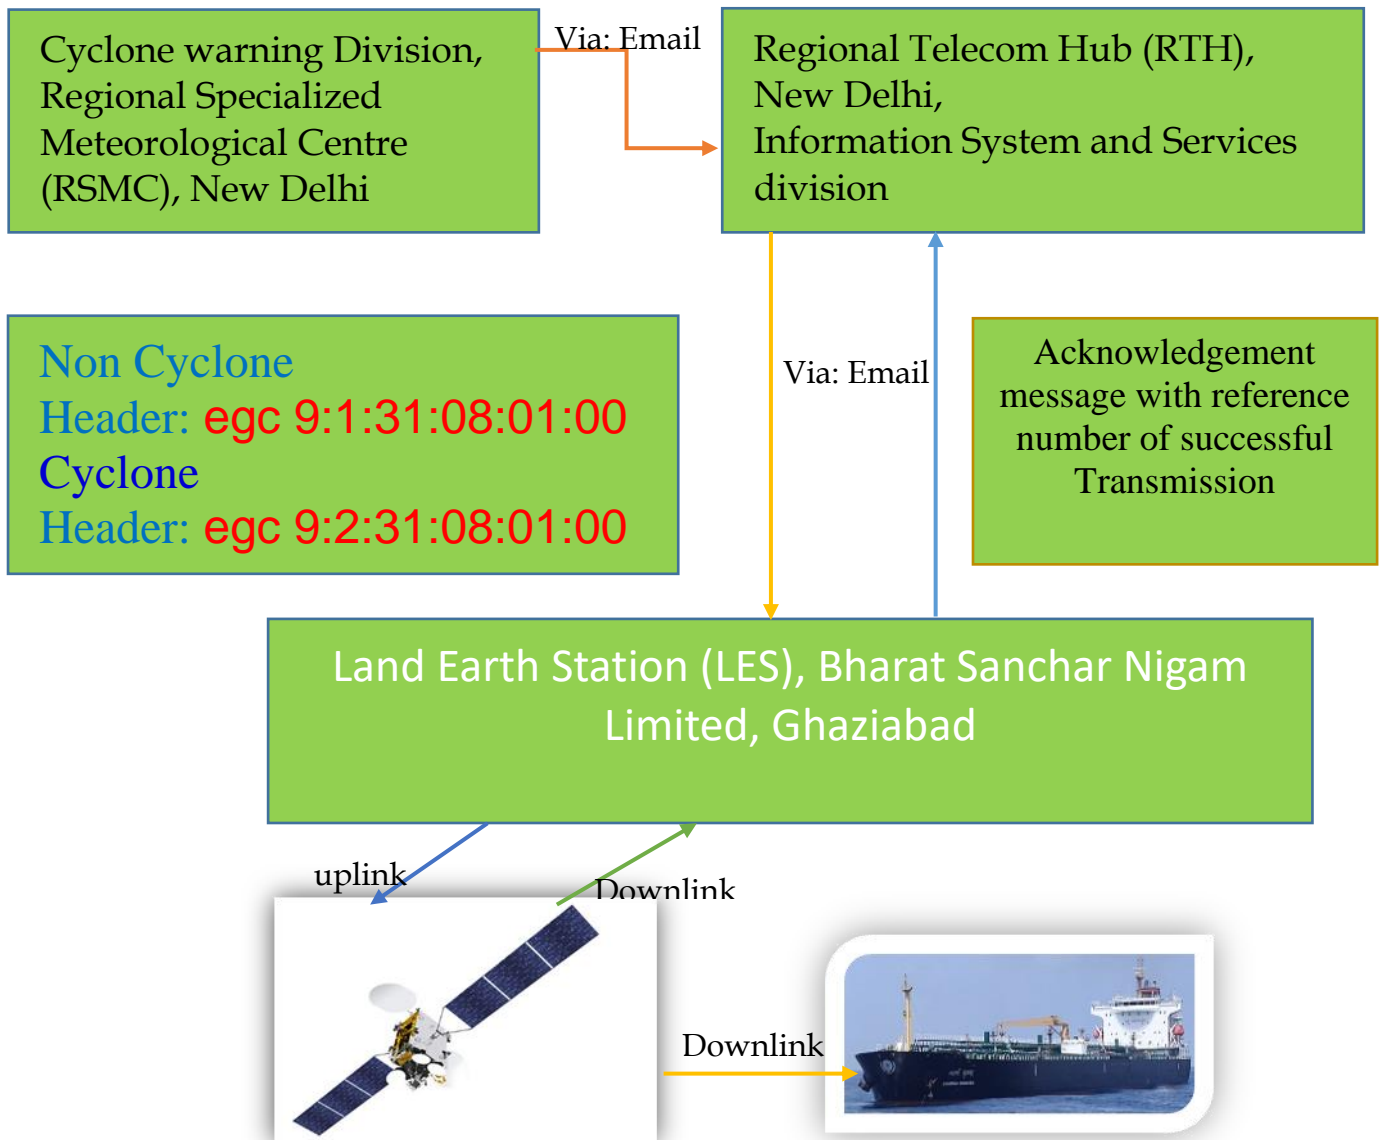 Cyclone warning Division,
Regional Specialized
Meteorological Centre
(RSMC), New Delhi
Via: Email
Regional Telecom Hub (RTH),
New Delhi,
Information System and Services
division
Non Cyclone
Header: egc 9:1:31:08:01:00
Cyclone
Header: egc 9:2:31:08:01:00
Via: Email
Acknowledgement
message with reference
number of successful
Transmission
Land Earth Station (LES), Bharat Sanchar Nigam
Limited, Ghaziabad
uplink
Downlink
Downlink